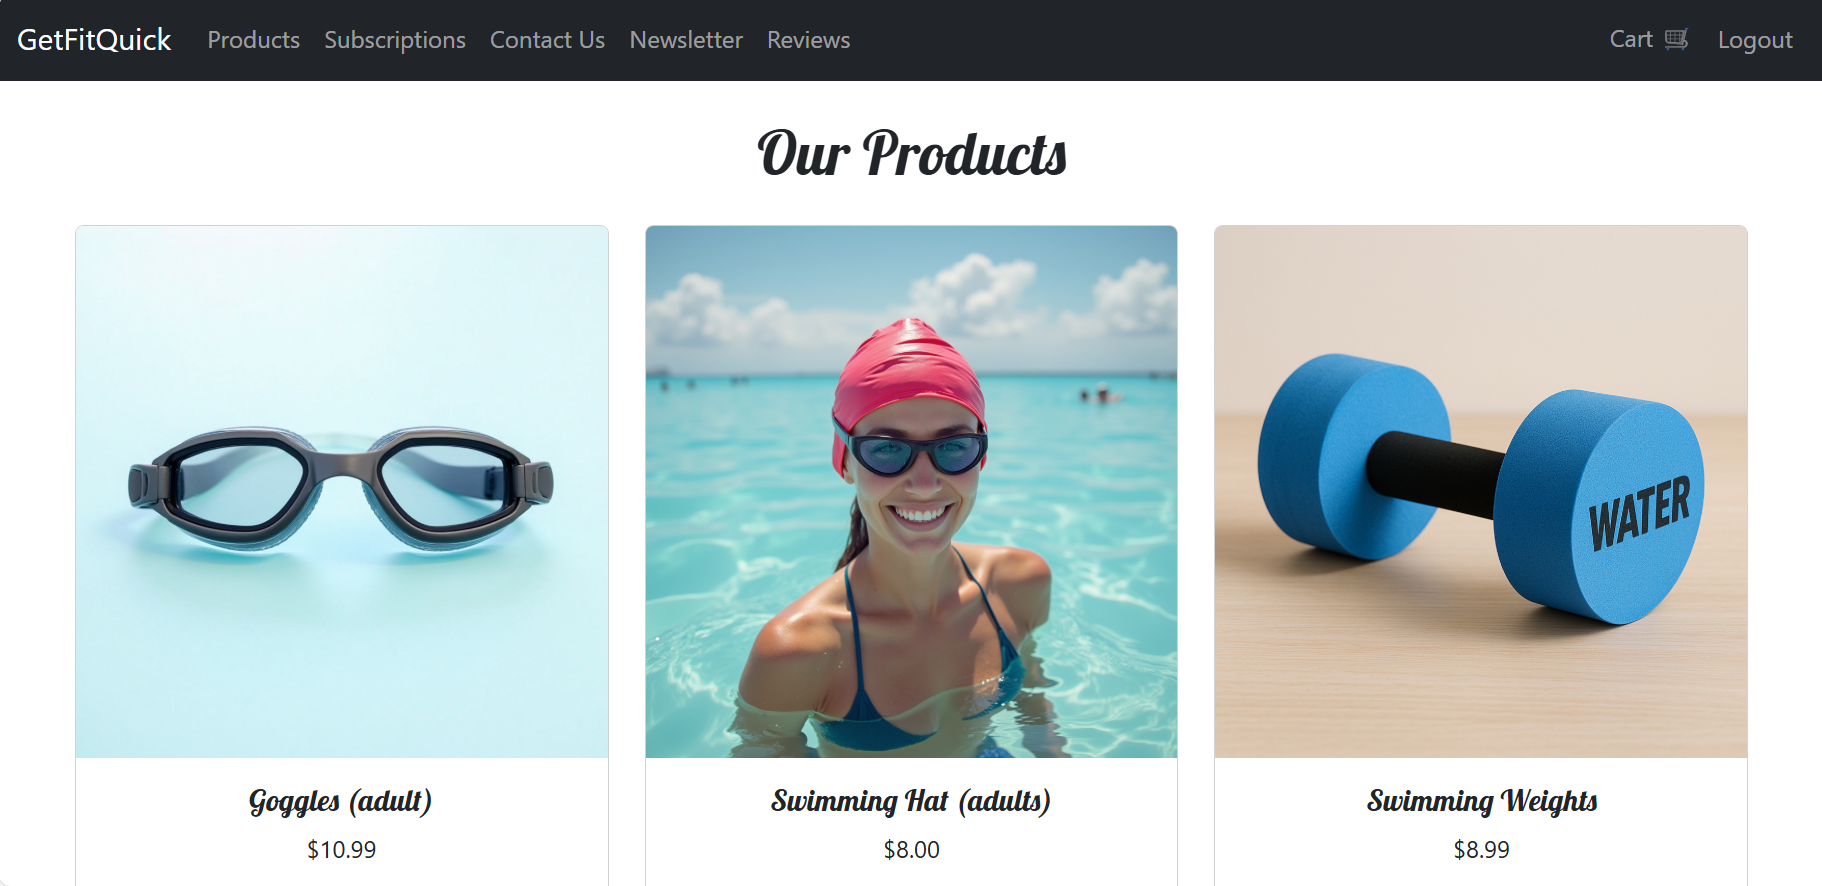 GetFitQuick Products Subscriptions Contact Us Newsletter Reviews Cart Logout
Our Products
WATER
Goggles (adult) Swimming Hat (adults) Swimming Weights
$10.99 $8.00 $8.99